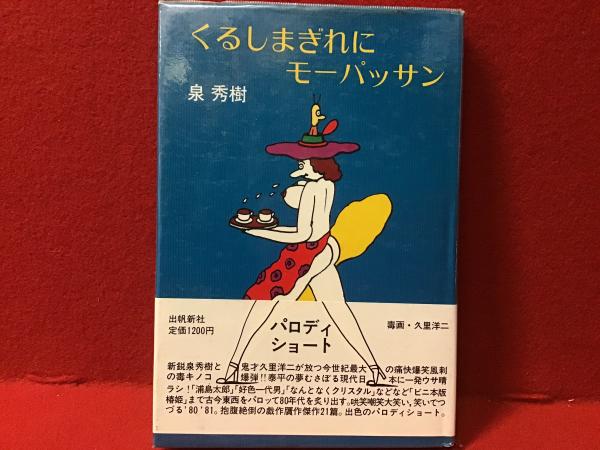 くるしまぎれに
モーパッサン
泉 秀樹
出帆新社
定価1200円
パロディ
ショート
毒画・久里洋二
新鋭泉秀樹と鬼才久里洋二が放つ今世紀最大の痛快爆笑風刺
の毒キノコ爆弾!!泰平の夢むさぼる現代日本に一発ウサ晴
ラシ!「浦島太郎」「好色一代男」「なんとなくクリスタル」などなど「ビニ本版
椿姫」まで古今東西をパロッて80年代を炙り出す。哄笑嘲笑大笑い、笑いでつ
づる'80'81。抱腹絶倒の戯作贋作傑作21篇。出色のパロディショート。